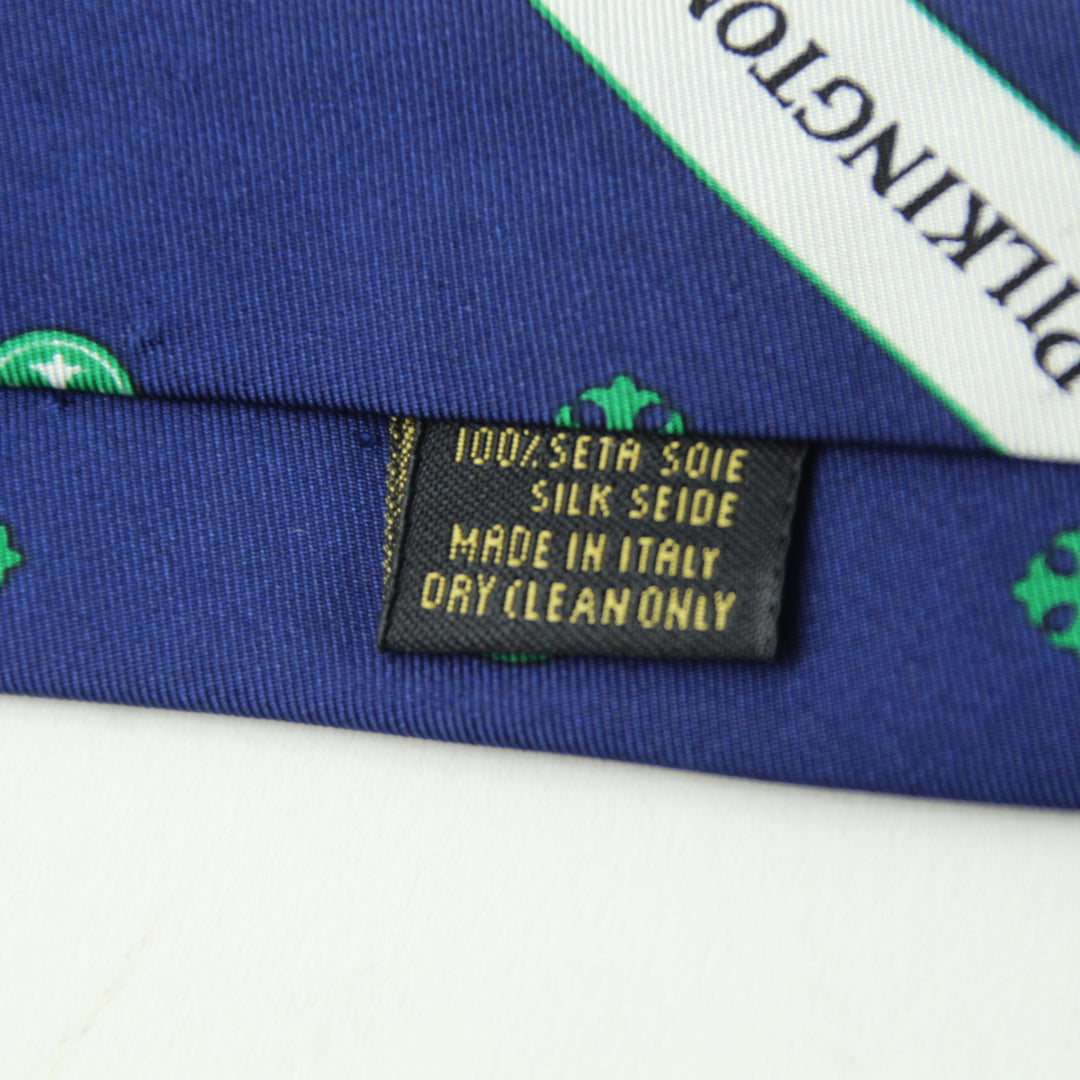 PILKINGTON
100% SETA SOIE
SILK SEIDE
MADE IN ITALY
DRY CLEAN ONLY